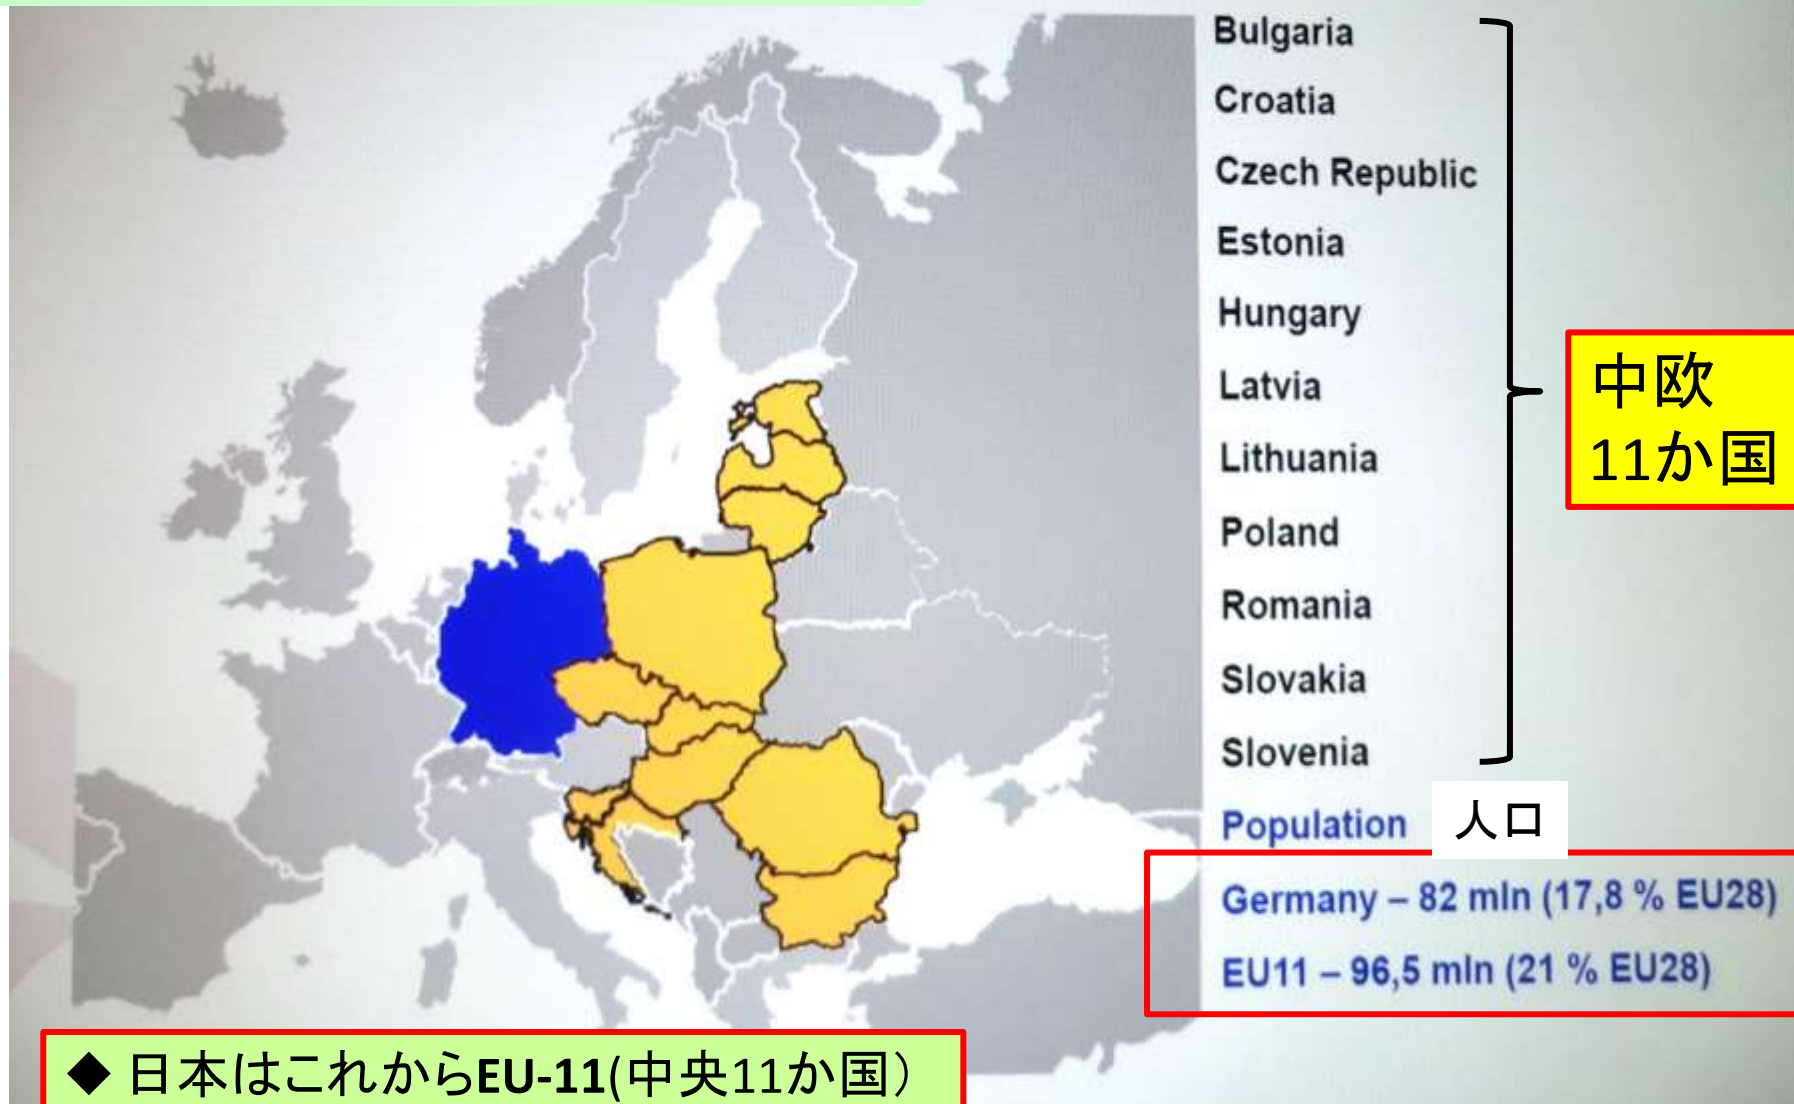 Bulgaria
Croatia
Czech Republic
Estonia
Hungary
Latvia
Lithuania
Poland
Romania
Slovakia
Slovenia
中欧
11か国
Population 人口
Germany – 82 mln (17,8 % EU28)
EU11 – 96,5 mln (21 % EU28)
◆ 日本はこれからEU-11(中央11か国）